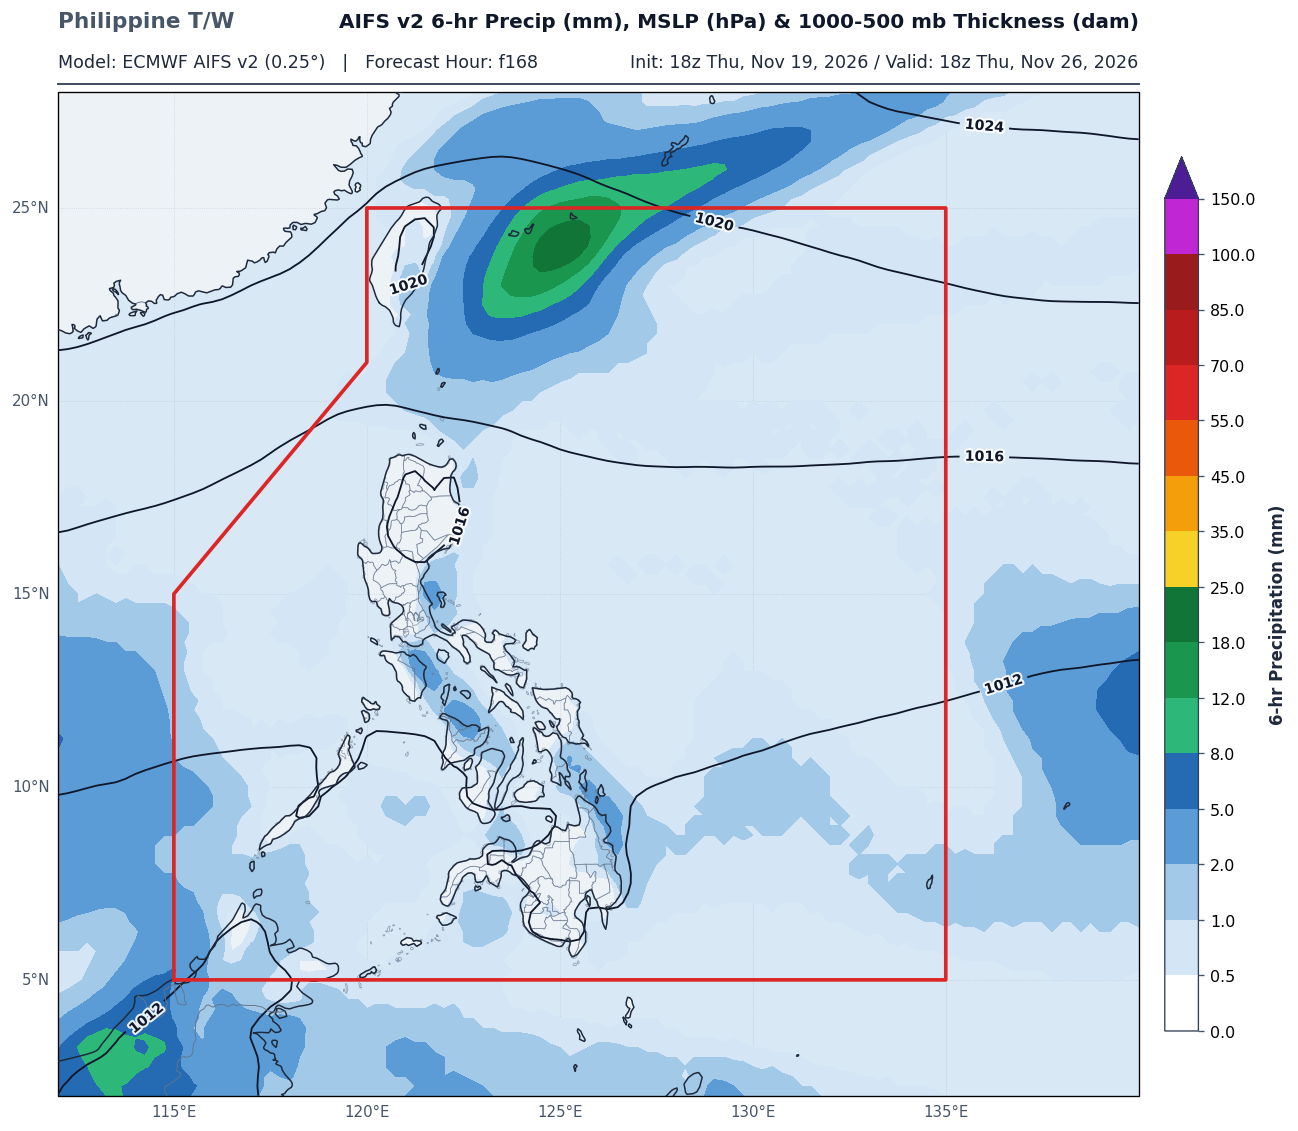 Philippine T/W
AIFS v2 6-hr Precip (mm), MSLP (hPa) & 1000-500 mb Thickness (dam)
Model: ECMWF AIFS v2 (0.25°) | Forecast Hour: f168
Init: 18z Thu, Nov 19, 2026 / Valid: 18z Thu, Nov 26, 2026
1024
1020
1020
1016
1016
1012
1012
25°N
20°N
15°N
10°N
5°N
115°E
120°E
125°E
130°E
135°E
150.0
100.0
85.0
70.0
55.0
45.0
35.0
25.0
18.0
12.0
8.0
5.0
2.0
1.0
0.5
0.0
6-hr Precipitation (mm)